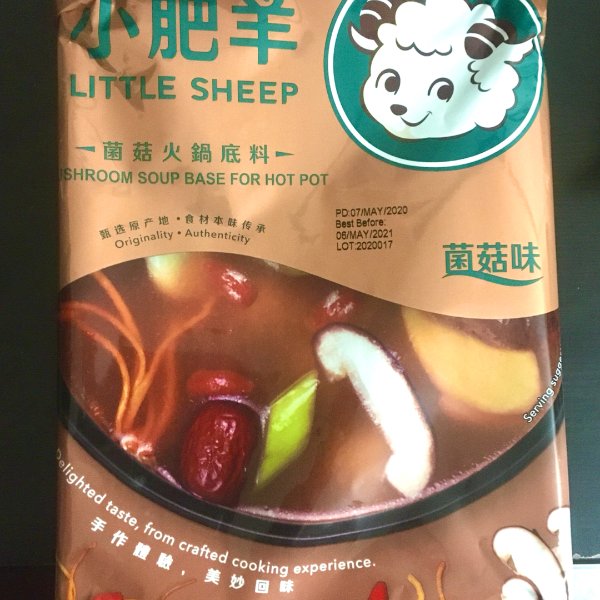 小肥羊
LITTLE SHEEP
菌菇火鍋底料
SHROOM SOUP BASE FOR HOT POT
甄选原产地·食材本味传承
Originality · Authenticity
PD:07/MAY/2020
Best Before:
06/MAY/2021
LOT:2020017
菌菇味
Serving sugge
Delighted taste, from crafted cooking experience.
手作體驗，美妙回味